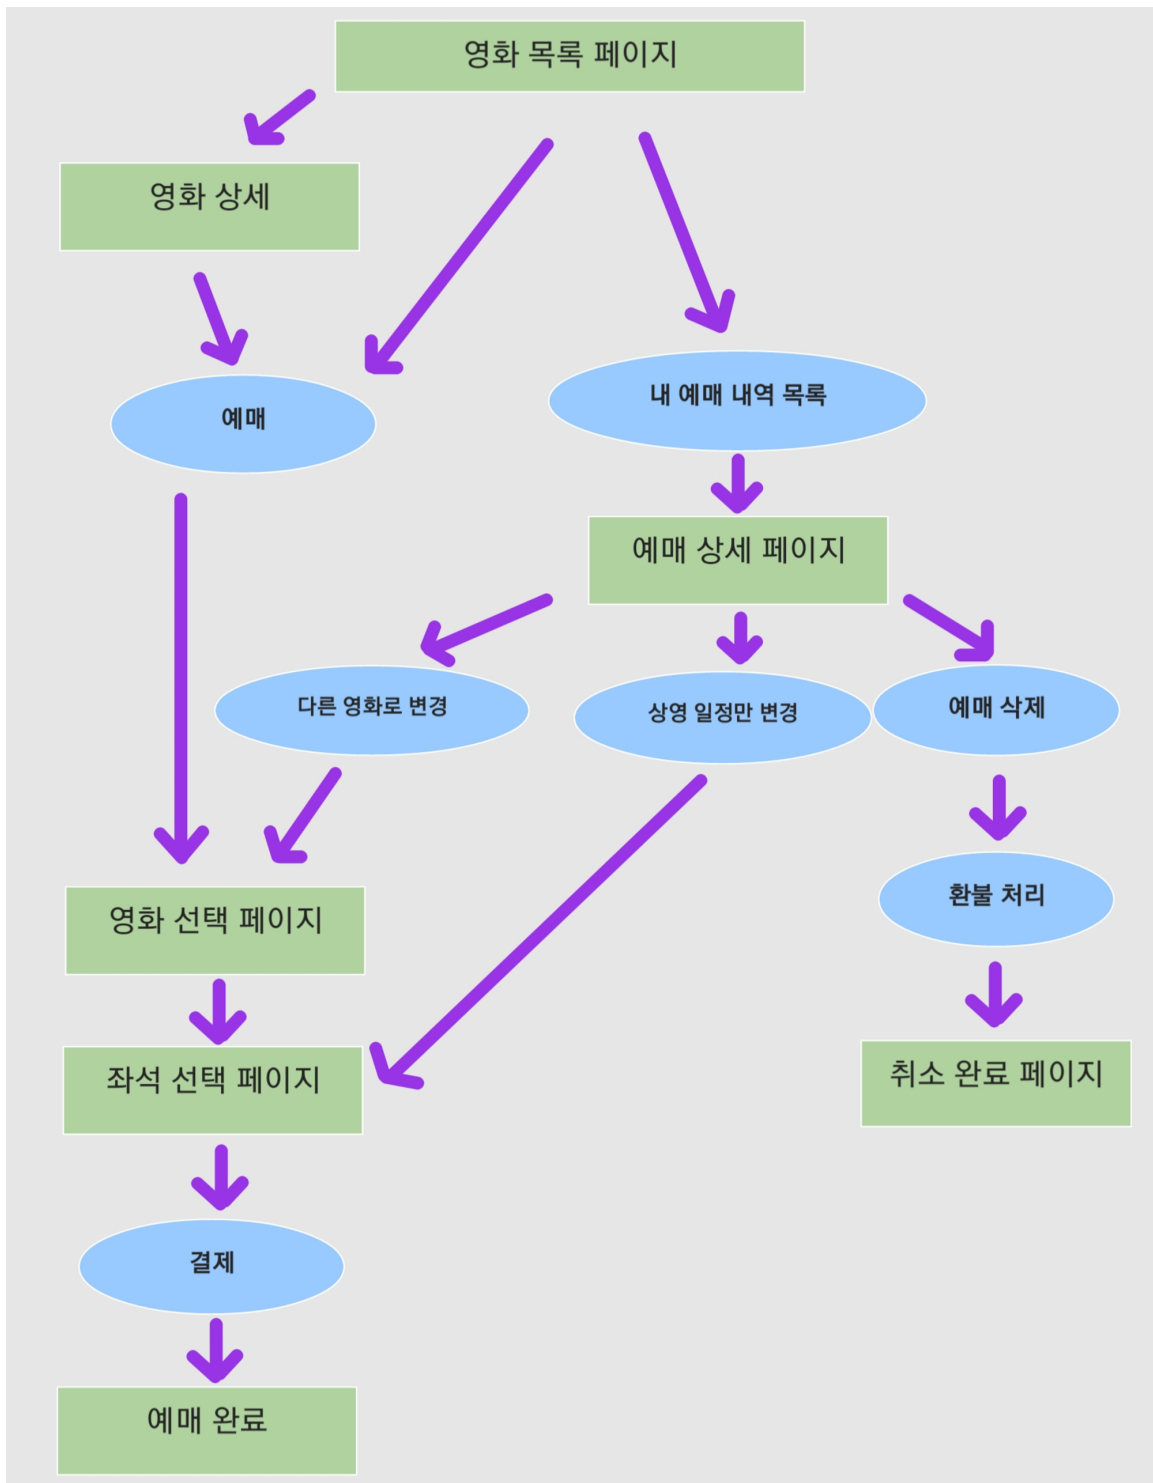 영화 목록 페이지
영화 상세
예매
내 예매 내역 목록
예매 상세 페이지
다른 영화로 변경
상영 일정만 변경
예매 삭제
환불 처리
영화 선택 페이지
좌석 선택 페이지
취소 완료 페이지
결제
예매 완료